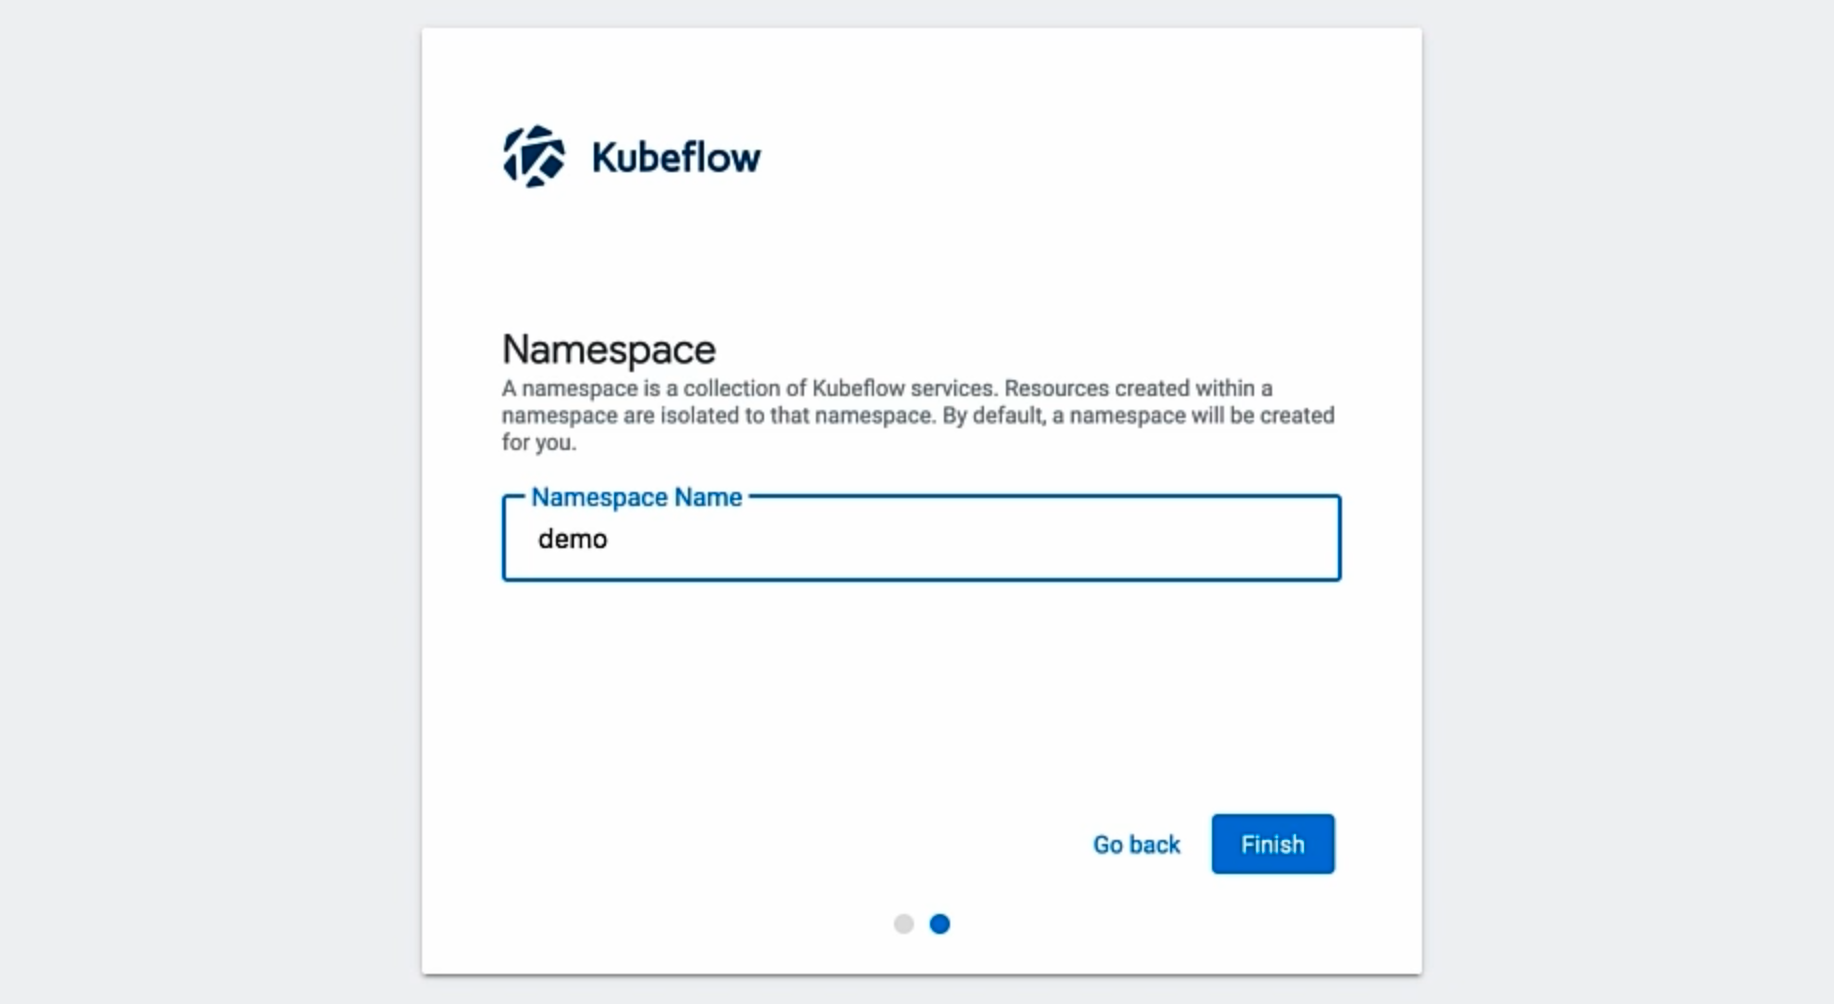 Kubeflow
Namespace
A namespace is a collection of Kubeflow services. Resources created within a
namespace are isolated to that namespace. By default, a namespace will be created
for you.
Namespace Name
demo
Go back
Finish